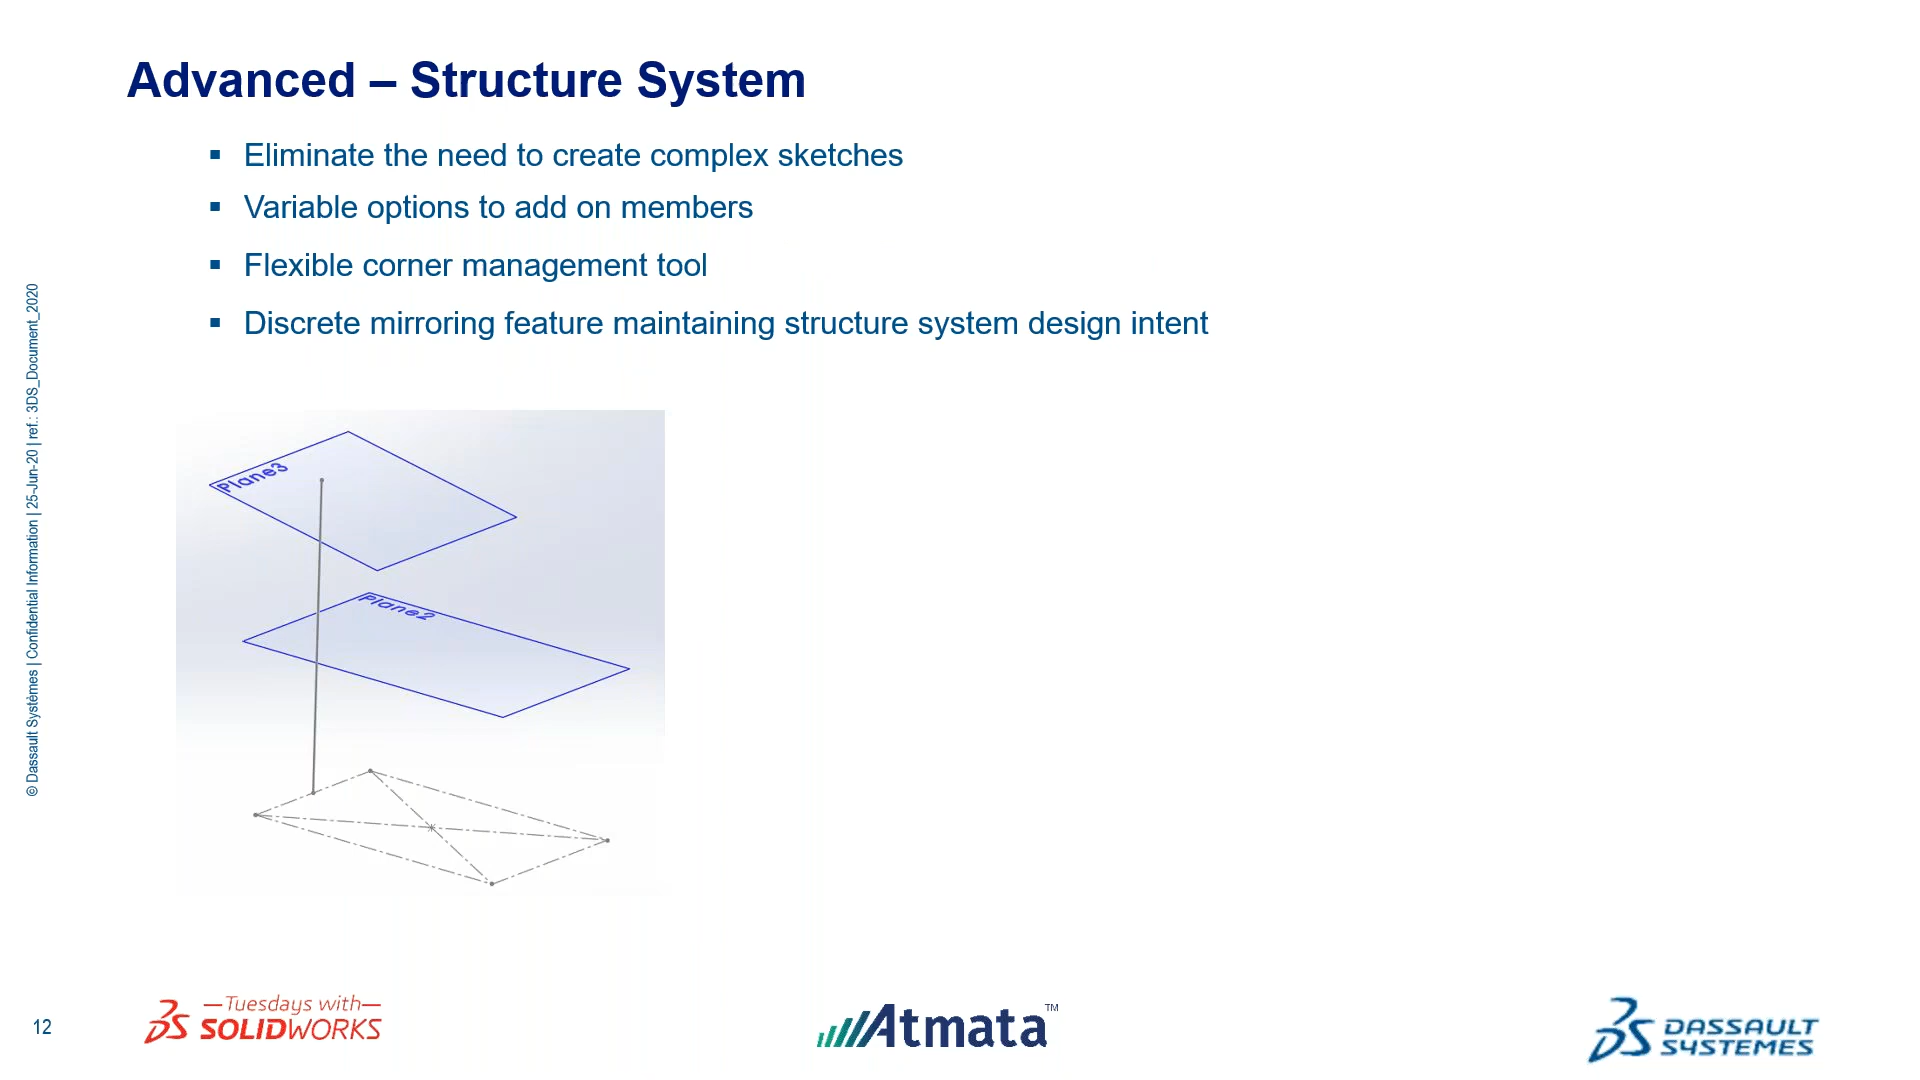 Advanced – Structure System
▪ Eliminate the need to create complex sketches
▪ Variable options to add on members
▪ Flexible corner management tool
▪ Discrete mirroring feature maintaining structure system design intent
© Dassault Systèmes | Confidential Information | 25-Jun-20 | ref.: 3DS_Document_2020
Plane3
Plane2
12
Tuesdays with
SOLIDWORKS
Atmata™
DASSAULT
SYSTEMES